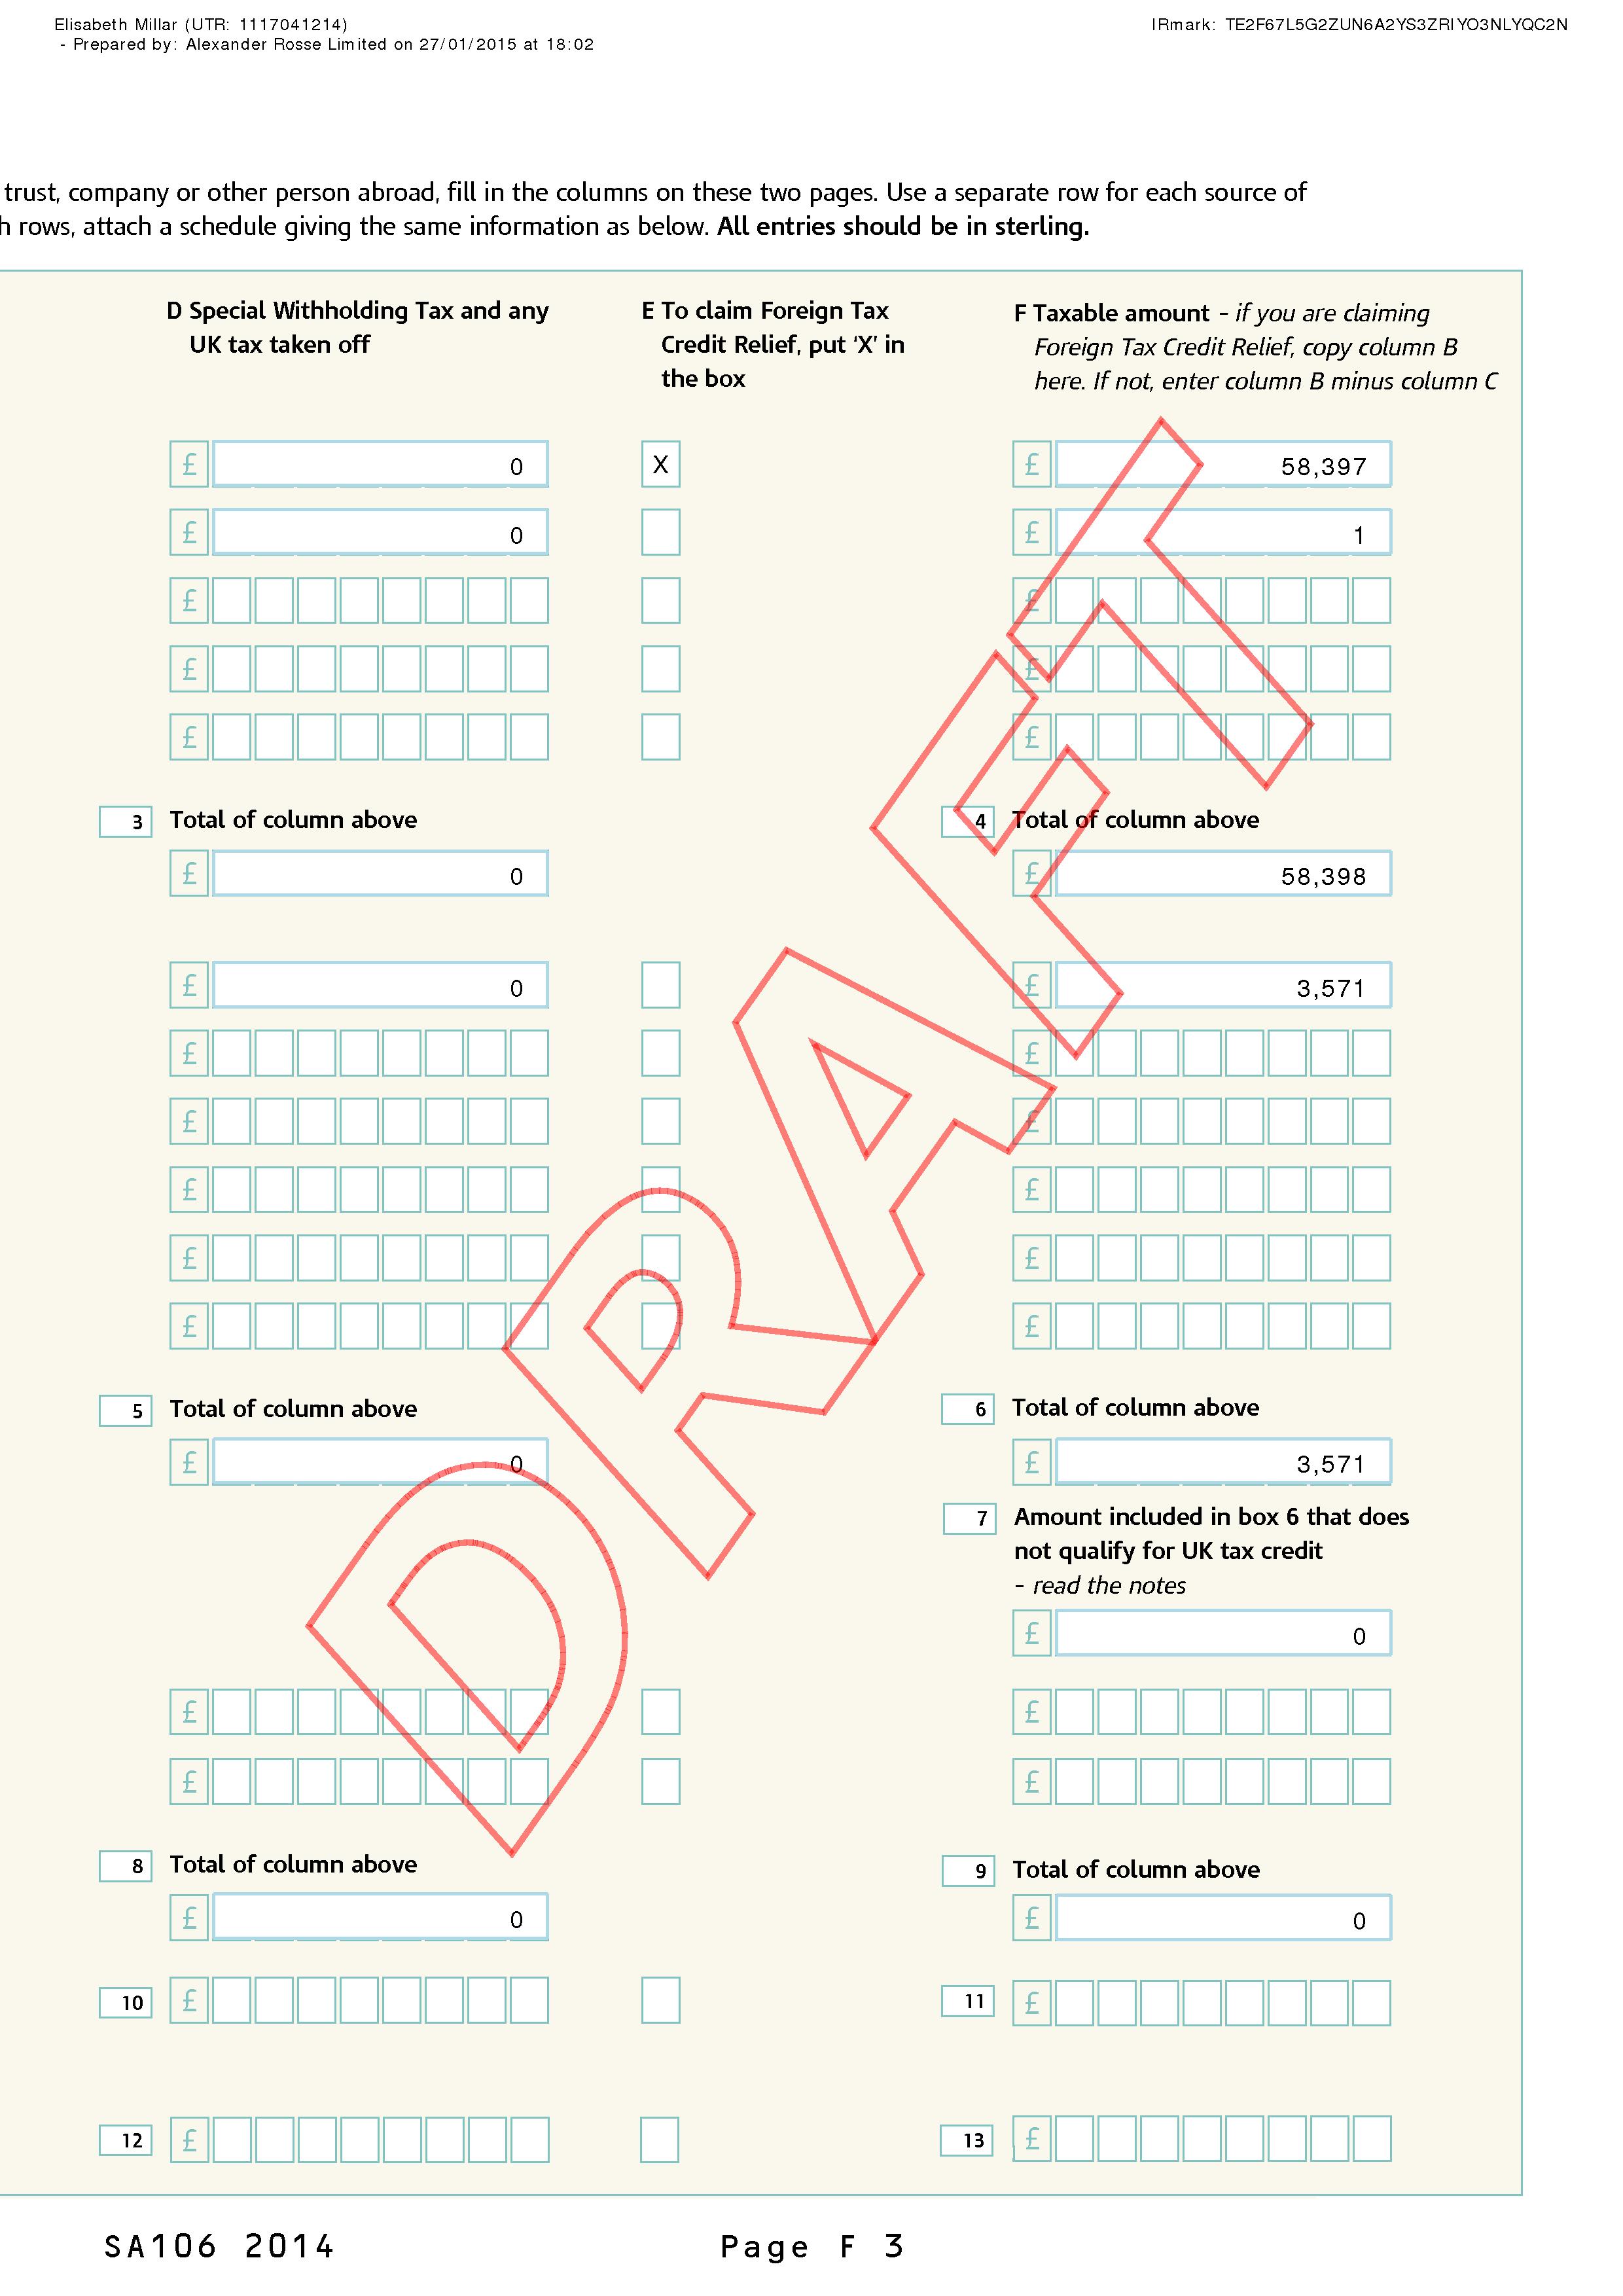 Elisabeth Millar (UTR: 1117041214)
IRmark: TE2F67L5G2ZUN6A2YS3ZRIYO3NLYQC2N
- Prepared by: Alexander Rosse Limited on 27/01/2015 at 18:02
trust, company or other person abroad, fill in the columns on these two pages. Use a separate row for each source of
h rows, attach a schedule giving the same information as below. All entries should be in sterling.
D Special Withholding Tax and any
UK tax taken off
E To claim Foreign Tax
Credit Relief, put ‘X’ in
the box
F Taxable amount – if you are claiming
Foreign Tax Credit Relief, copy column B
here. If not, enter column B minus column C
£ 0 X £ 58,397
£ 0 £ 1
£ £
£ £
£ £
3 Total of column above
4 Total of column above
£ 0 £ 58,398
£ 0 £ 3,571
£ £
£ £
£ £
£ £
£ £
5 Total of column above
6 Total of column above
£ 0 £ 3,571
7 Amount included in box 6 that does
not qualify for UK tax credit
– read the notes
£ 0
£ £
£ £
8 Total of column above
9 Total of column above
£ 0 £ 0
10 £ 11 £
12 £ 13 £
DRAFT
SA106 2014 Page F 3